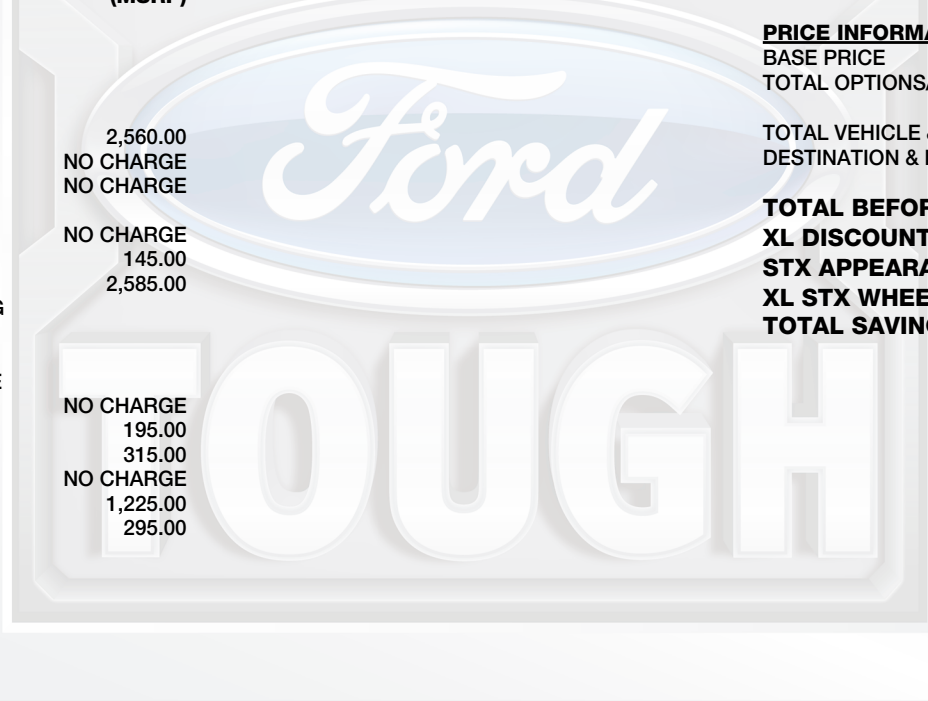 (MSRP)
2,560.00
NO CHARGE
NO CHARGE
NO CHARGE
145.00
2,585.00
NO CHARGE
195.00
315.00
NO CHARGE
1,225.00
295.00
Ford
TOUGH
PRICE INFORMA
BASE PRICE
TOTAL OPTIONS
TOTAL VEHICLE
DESTINATION &
TOTAL BEFOR
XL DISCOUNT
STX APPEARA
XL STX WHEE
TOTAL SAVIN